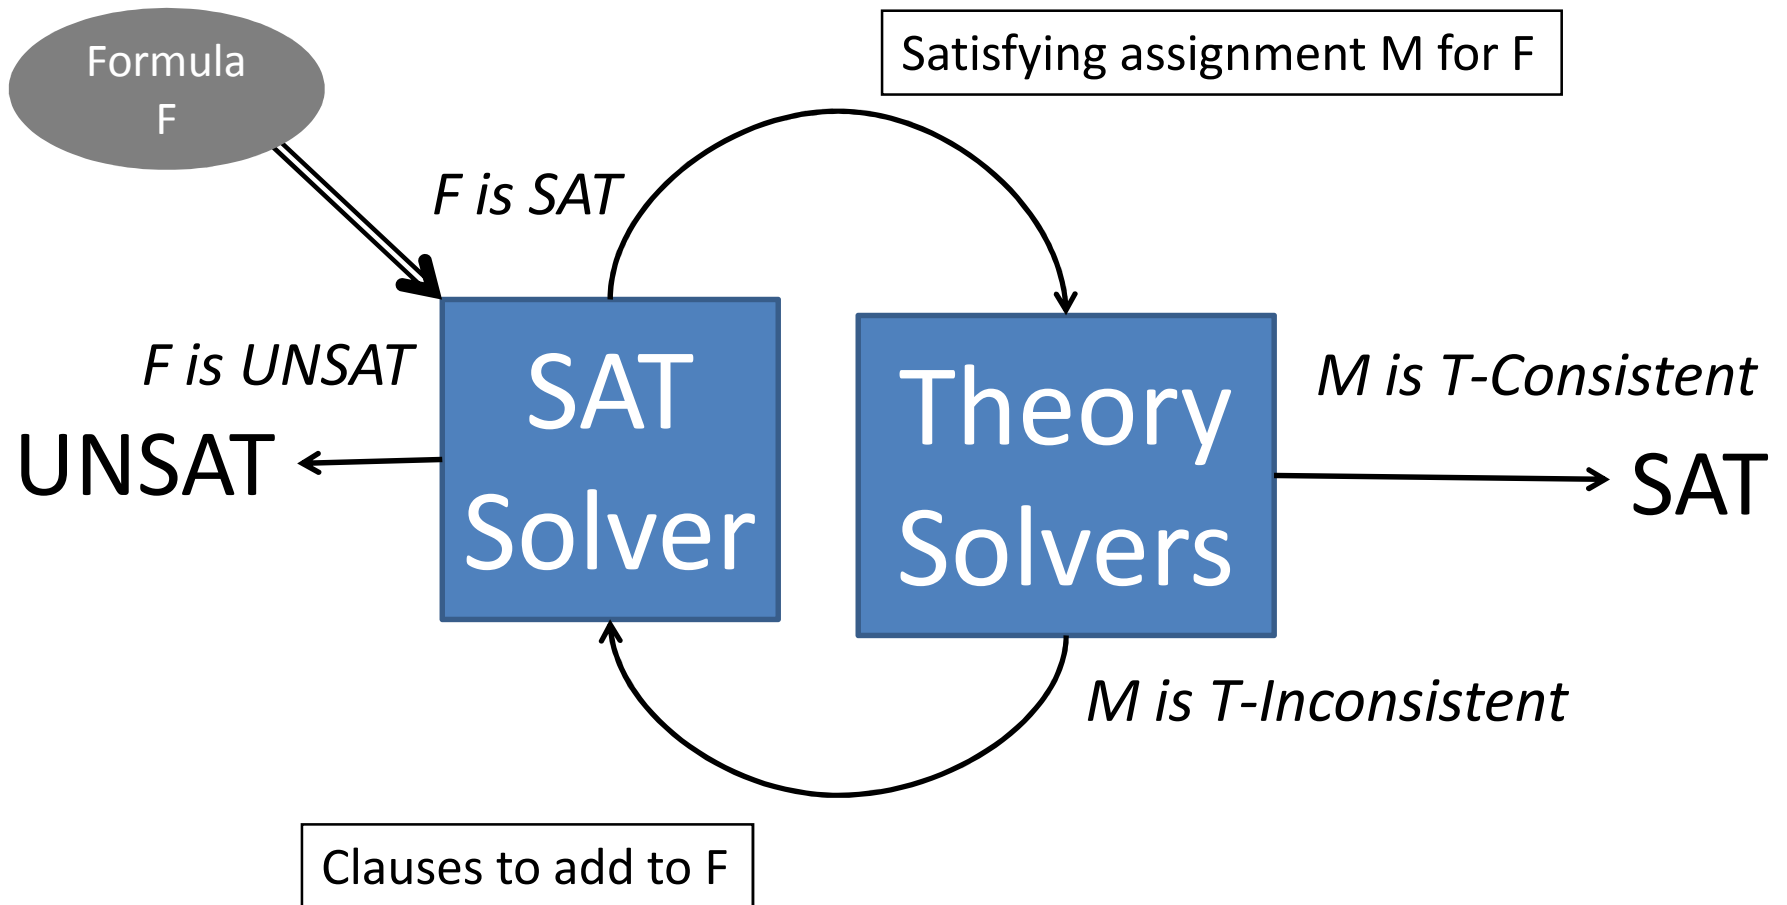 Formula
F
Satisfying assignment M for F
F is SAT
F is UNSAT
UNSAT
SAT
Solver
Theory
Solvers
M is T-Consistent
SAT
M is T-Inconsistent
Clauses to add to F